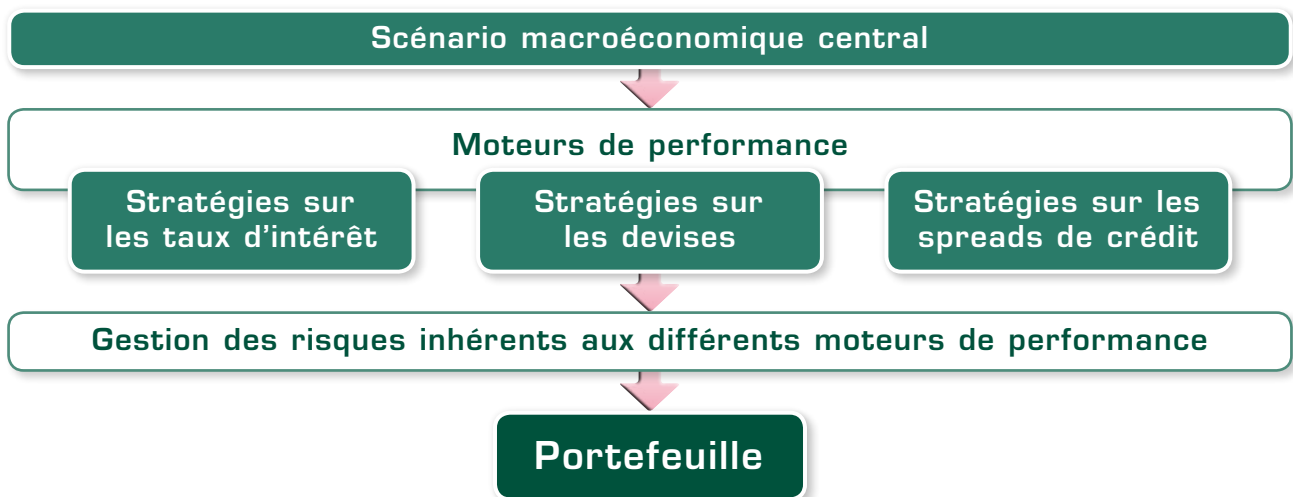 Scénario macroéconomique central
Moteurs de performance
Stratégies sur
les taux d'intérêt
Stratégies sur
les devises
Stratégies sur les
spreads de crédit
Gestion des risques inhérents aux différents moteurs de performance
Portefeuille